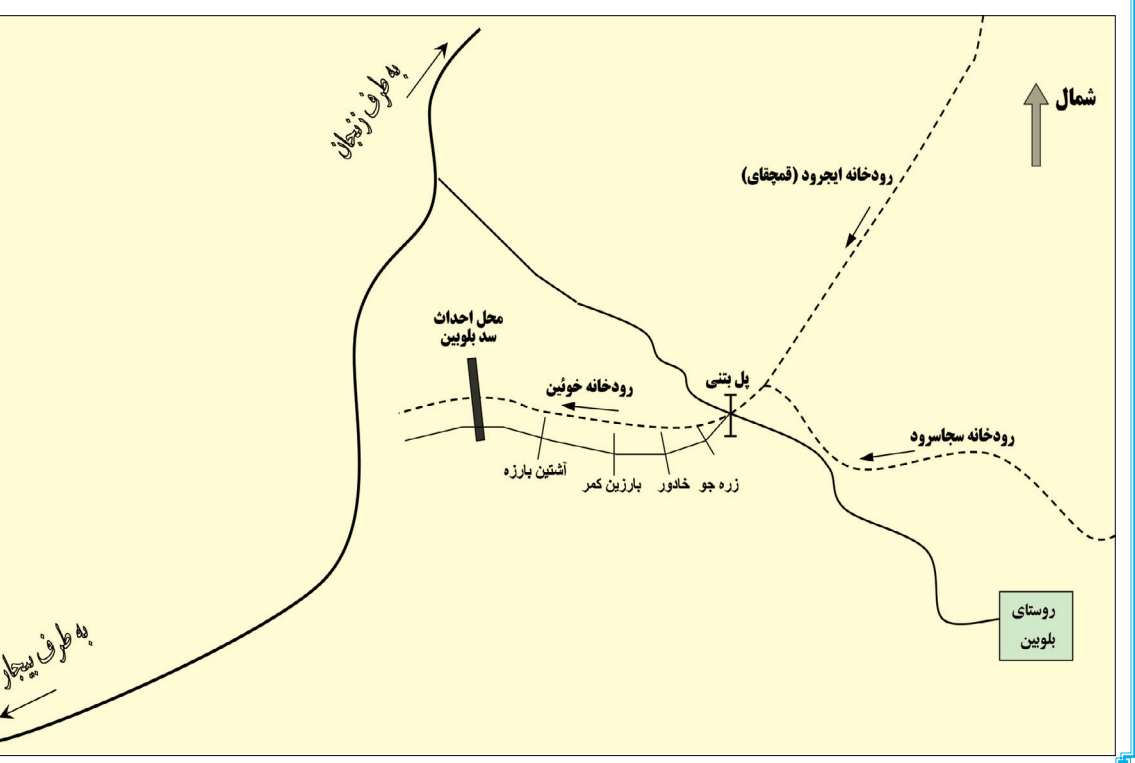 شمال
به طرف زنجان
رودخانه ایجرود (قمچقای)
محل احداث
سد بلوبین
پل بتنی
رودخانه خوئین
رودخانه سجاسرود
آشتین بارزه
بارزین کمر
خادور
زره جو
روستای
بلوبین
به طرف بیجار